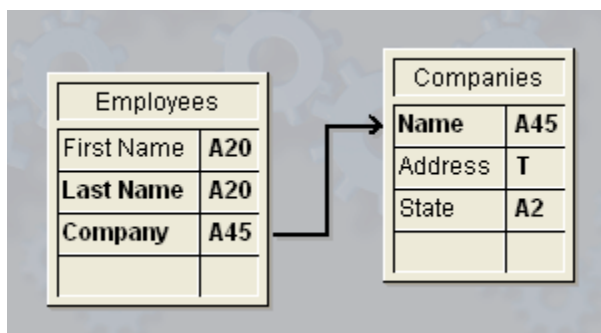 Employees
First Name A20
Last Name A20
Company A45
Companies
Name A45
Address T
State A2